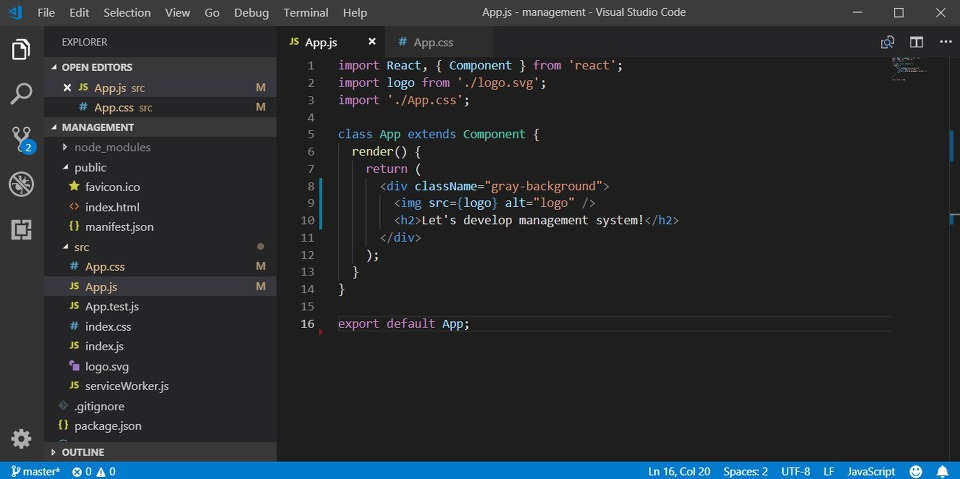 File Edit Selection View Go Debug Terminal Help App.js - management - Visual Studio Code
EXPLORER
OPEN EDITORS
JS App.js src M
# App.css src M
MANAGEMENT
node_modules
public
favicon.ico
<> index.html
{} manifest.json
src
# App.css M
JS App.js M
JS App.test.js
# index.css
JS index.js
logo.svg
JS serviceWorker.js
.gitignore
{} package.json
OUTLINE
2
JS App.js # App.css
1 import React, { Component } from 'react';
2 import logo from './logo.svg';
3 import './App.css';
4
5 class App extends Component {
6 render() {
7 return (
8 <div className="gray-background">
9 <img src={logo} alt="logo" />
10 <h2>Let's develop management system!</h2>
11 </div>
12 );
13 }
14 }
15
16 export default App;
master* 0 0 Ln 16, Col 20 Spaces: 2 UTF-8 LF JavaScript